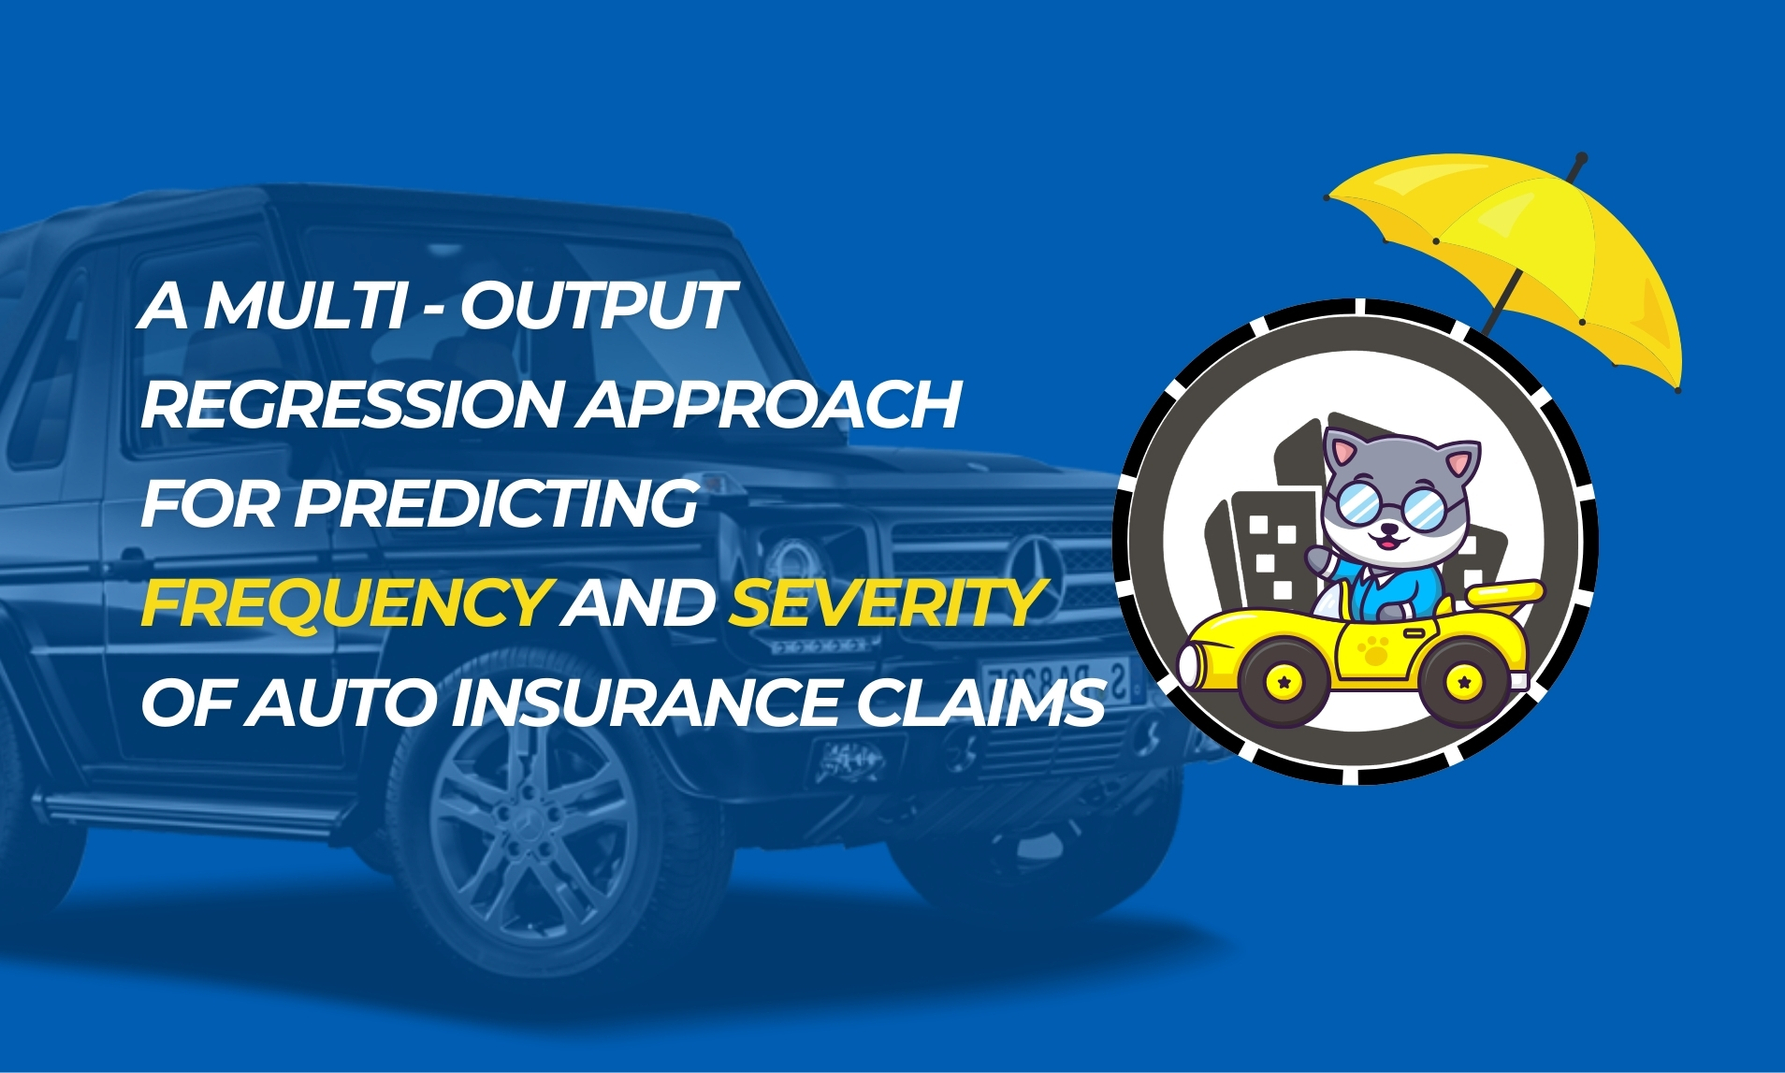 A MULTI - OUTPUT
REGRESSION APPROACH
FOR PREDICTING
FREQUENCY AND SEVERITY
OF AUTO INSURANCE CLAIMS